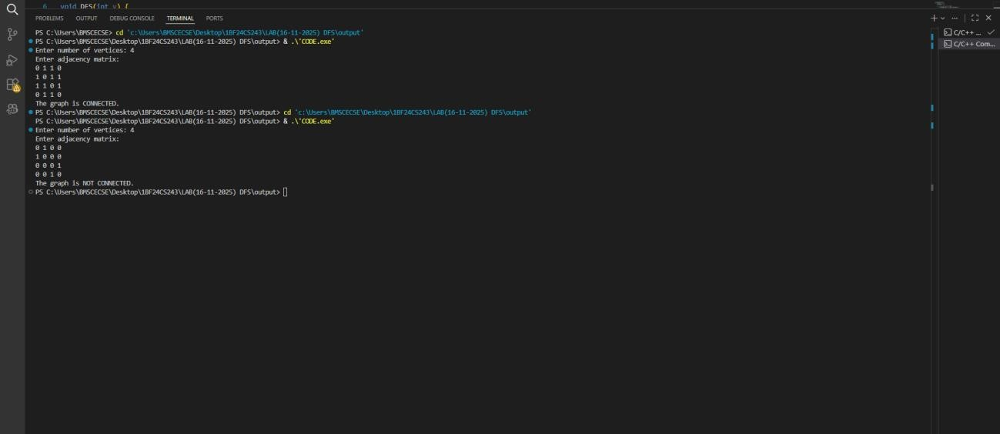 6 void DFS(int v) {
PROBLEMS OUTPUT DEBUG CONSOLE TERMINAL PORTS
PS C:\Users\BMSCECSE> cd 'c:\Users\BMSCECSE\Desktop\1BF24CS243\LAB(16-11-2025) DFS\output'
PS C:\Users\BMSCECSE\Desktop\1BF24CS243\LAB(16-11-2025) DFS\output> & .\'CODE.exe'
Enter number of vertices: 4
Enter adjacency matrix:
0 1 1 0
1 0 1 1
1 1 0 1
0 1 1 0
The graph is CONNECTED.
PS C:\Users\BMSCECSE\Desktop\1BF24CS243\LAB(16-11-2025) DFS\output> cd 'c:\Users\BMSCECSE\Desktop\1BF24CS243\LAB(16-11-2025) DFS\output'
PS C:\Users\BMSCECSE\Desktop\1BF24CS243\LAB(16-11-2025) DFS\output> & .\'CODE.exe'
Enter number of vertices: 4
Enter adjacency matrix:
0 1 0 0
1 0 0 0
0 0 0 1
0 0 1 0
The graph is NOT CONNECTED.
PS C:\Users\BMSCECSE\Desktop\1BF24CS243\LAB(16-11-2025) DFS\output>
C/C++ ...
C/C++ Com...